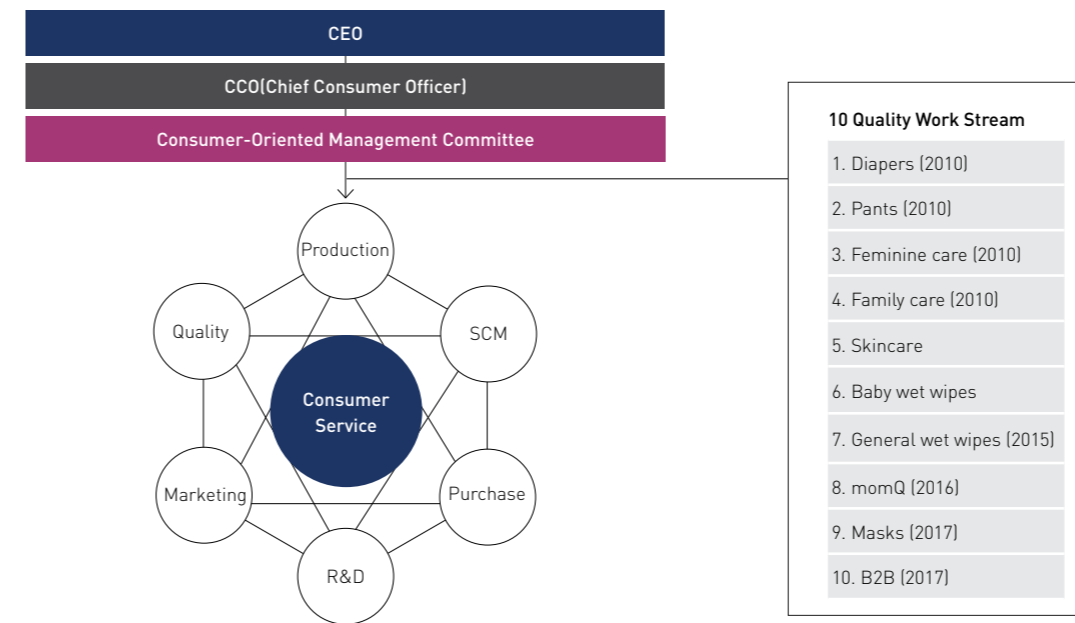 CEO
CCO(Chief Consumer Officer)
Consumer-Oriented Management Committee
Production
Quality
SCM
Consumer
Service
Marketing
Purchase
R&D
10 Quality Work Stream
1. Diapers (2010)
2. Pants (2010)
3. Feminine care (2010)
4. Family care (2010)
5. Skincare
6. Baby wet wipes
7. General wet wipes (2015)
8. momQ (2016)
9. Masks (2017)
10. B2B (2017)